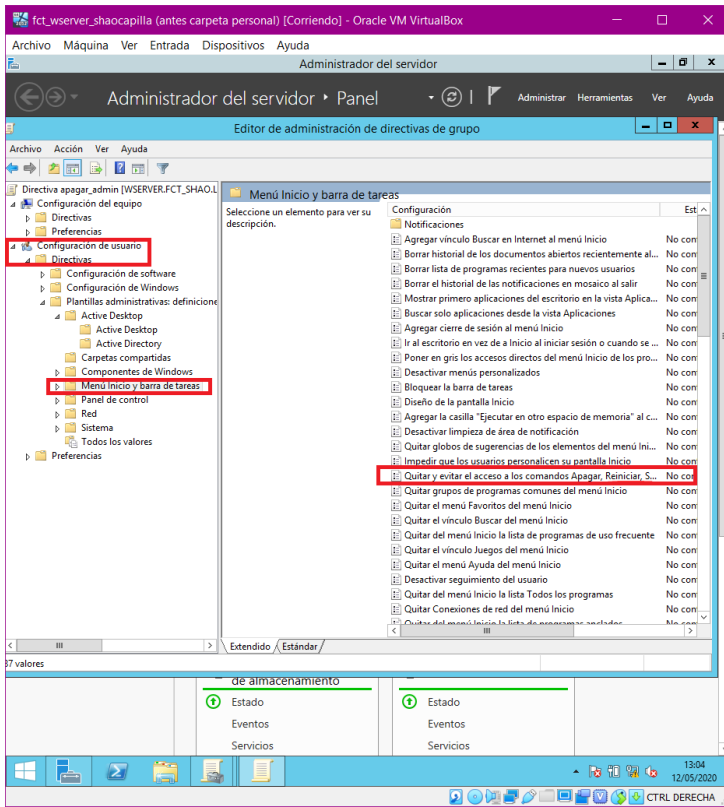 fct_wserver_shaocapilla (antes carpeta personal) [Corriendo] - Oracle VM VirtualBox
Archivo Máquina Ver Entrada Dispositivos Ayuda
Administrador del servidor
Administrador del servidor ‣ Panel
Administrar Herramientas Ver Ayuda
Editor de administración de directivas de grupo
Archivo Acción Ver Ayuda
Directiva apagar_admin [WSERVER.FCT_SHAO.L
Configuración del equipo
Directivas
Preferencias
Configuración de usuario
Directivas
Configuración de software
Configuración de Windows
Plantillas administrativas: definicione
Active Desktop
Active Desktop
Active Directory
Carpetas compartidas
Componentes de Windows
Menú Inicio y barra de tareas
Panel de control
Red
Sistema
Todos los valores
Preferencias
Menú Inicio y barra de tareas
Seleccione un elemento para ver su
descripción.
Configuración Est
Notificaciones
Agregar vínculo Buscar en Internet al menú Inicio No con
Borrar historial de los documentos abiertos recientemente al... No con
Borrar lista de programas recientes para nuevos usuarios No con
Borrar el historial de las notificaciones en mosaico al salir No con
Mostrar primero aplicaciones del escritorio en la vista Aplica... No con
Buscar solo aplicaciones desde la vista Aplicaciones No con
Agregar cierre de sesión al menú Inicio No con
Ir al escritorio en vez de a Inicio al iniciar sesión o cuando se ... No con
Poner en gris los accesos directos del menú Inicio de los pro... No con
Desactivar menús personalizados No con
Bloquear la barra de tareas No con
Diseño de la pantalla Inicio No con
Agregar la casilla "Ejecutar en otro espacio de memoria" al c... No con
Desactivar limpieza de área de notificación No con
Quitar globos de sugerencias de los elementos del menú Ini... No con
Impedir que los usuarios personalicen su pantalla Inicio No con
Quitar y evitar el acceso a los comandos Apagar, Reiniciar, S... No con
Quitar grupos de programas comunes del menú Inicio No con
Quitar el menú Favoritos del menú Inicio No con
Quitar el vínculo Buscar del menú Inicio No con
Quitar del menú Inicio la lista de programas de uso frecuente No con
Quitar el vínculo Juegos del menú Inicio No con
Quitar el menú Ayuda del menú Inicio No con
Desactivar seguimiento del usuario No con
Quitar del menú Inicio la lista Todos los programas No con
Quitar Conexiones de red del menú Inicio No con
Quitar del menú Inicio la lista de programas anclados No con
Extendido Estándar
37 valores
de almacenamiento
Estado Estado
Eventos Eventos
Servicios Servicios
13:04
12/05/2020
CTRL DERECHA